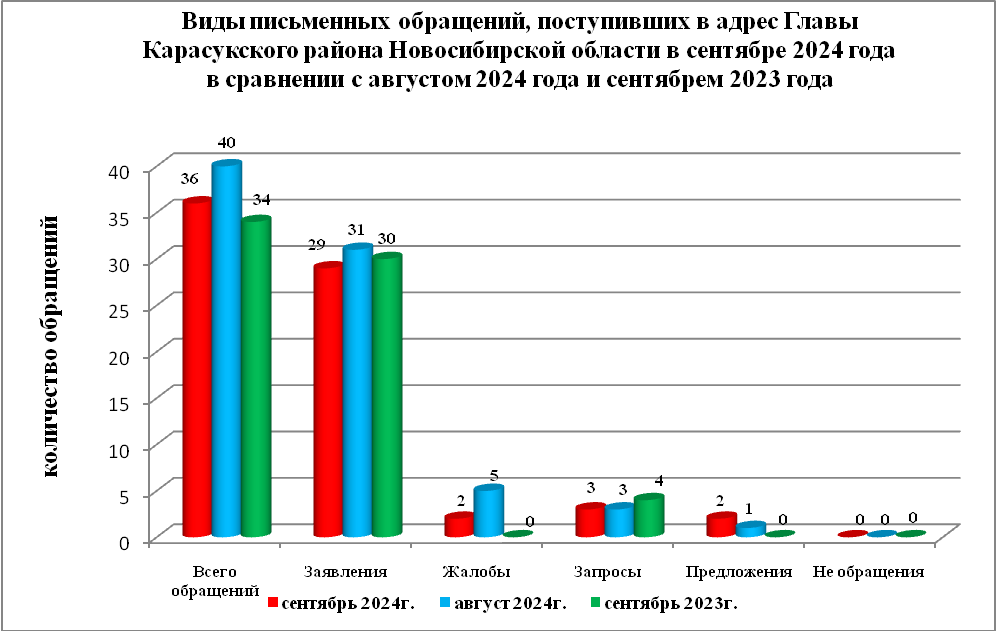 Виды письменных обращений, поступивших в адрес Главы
Карасукского района Новосибирской области в сентябре 2024 года
в сравнении с августом 2024 года и сентябрем 2023 года
количество обращений
40
35
30
25
20
15
10
5
0
36
40
34
29
31
30
2
5
0
3
3
4
2
1
0
0
0
0
Всего
обращений
Заявления
Жалобы
Запросы
Предложения
Не обращения
сентябрь 2024г.
август 2024г.
сентябрь 2023г.